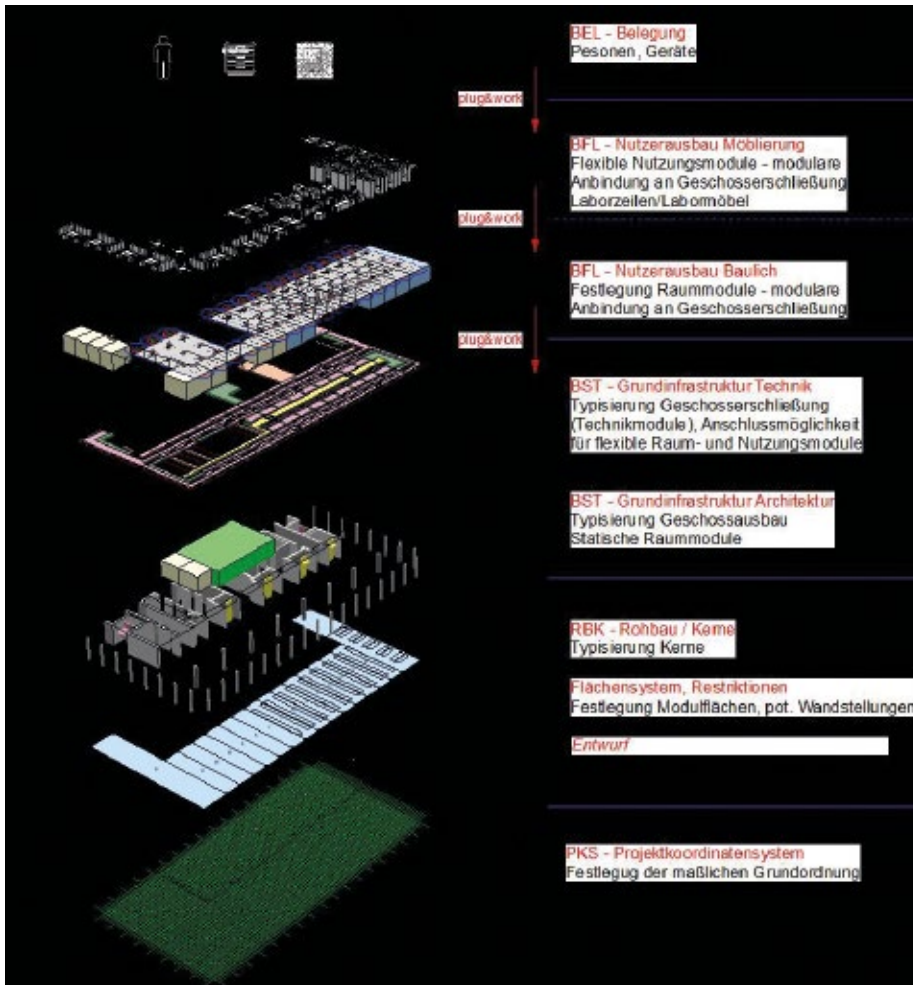 BEL - Belegung
Pesonen, Geräte
plug&work
BFL - Nutzerausbau Möblierung
Flexible Nutzungsmodule - modulare
Anbindung an Geschosserschließung
Laborzeilen/Labormöbel
plug&work
BFL - Nutzerausbau Baulich
Festlegung Raummodule - modulare
Anbindung an Geschosserschließung
plug&work
BST - Grundinfrastruktur Technik
Typisierung Geschosserschließung
(Technikmodule), Anschlussmöglichkeit
für flexible Raum- und Nutzungsmodule
BST - Grundinfrastruktur Architektur
Typisierung Geschossausbau
Statische Raummodule
RBK - Rohbau / Kerne
Typisierung Kerne
Flächensystem, Restriktionen
Festlegung Modulflächen, pot. Wandstellungen
Entwurf
PKS - Projektkoordinatensystem
Festlegug der maßlichen Grundordnung